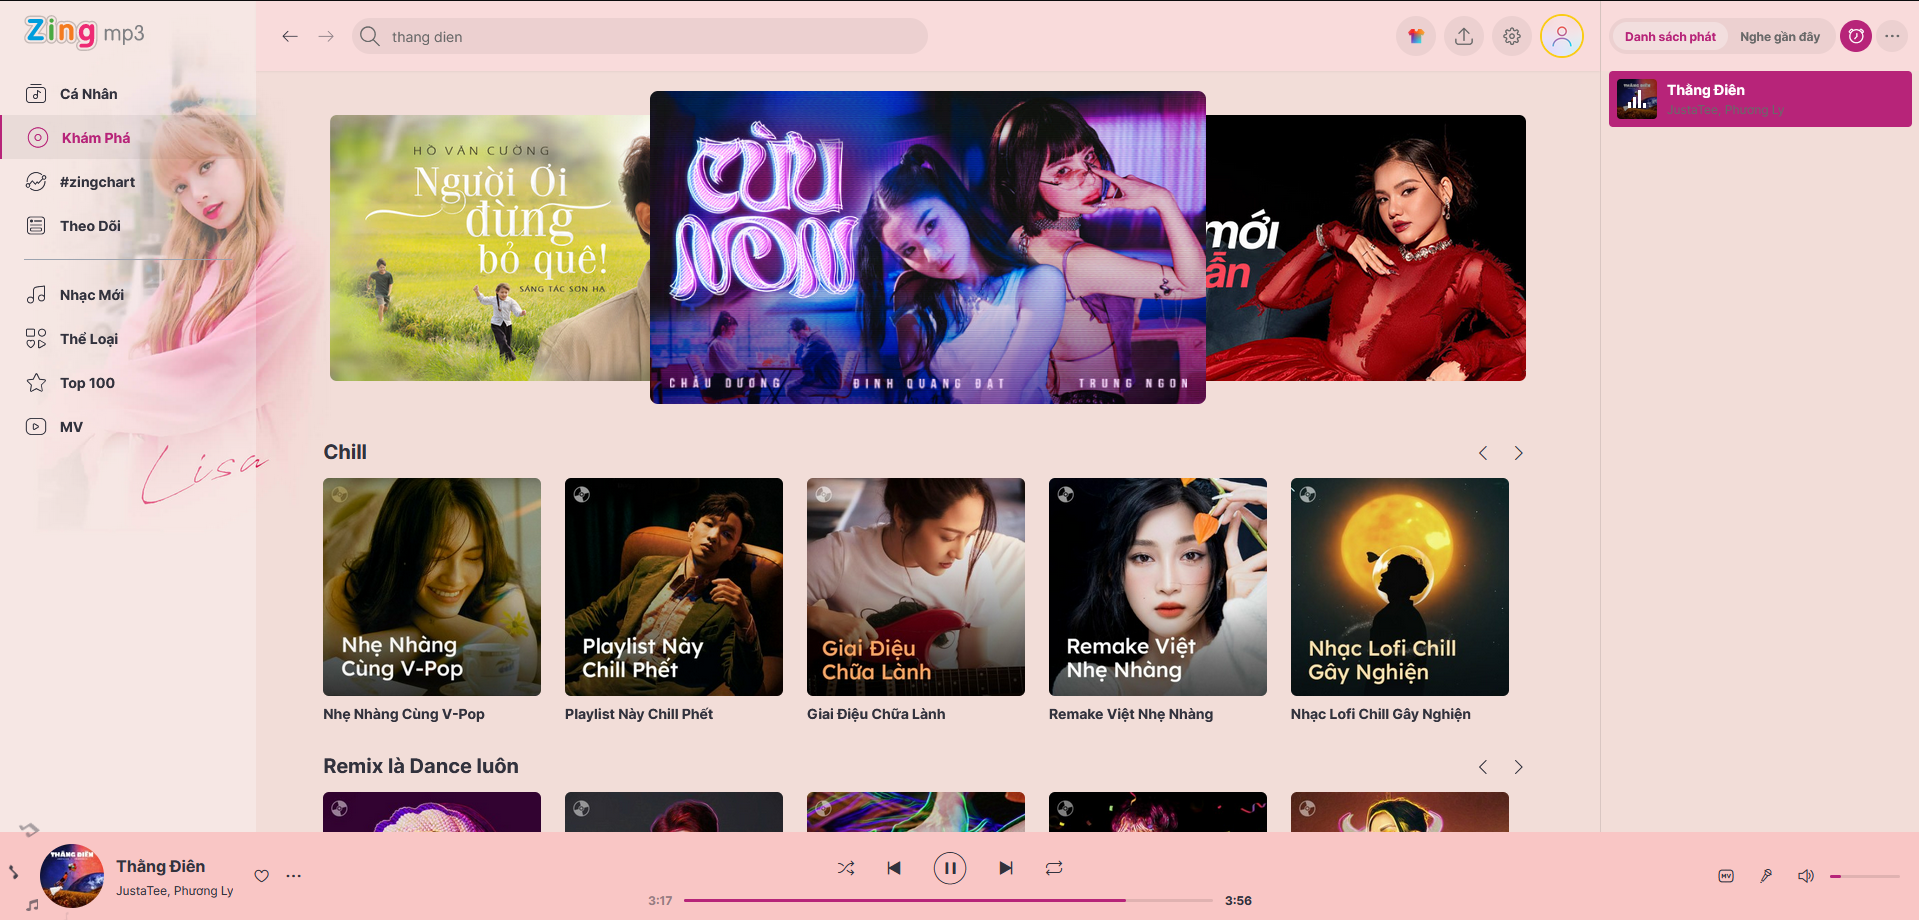 Zing mp3
thang dien
Danh sách phát
Nghe gần đây
Cá Nhân
Khám Phá
#zingchart
Theo Dõi
Nhạc Mới
Thể Loại
Top 100
MV
Lisa
Thằng Điên
JustaTee, Phương Ly
HỒ VĂN CƯỜNG
Người Ơi
đừng
bỏ quê!
SÁNG TÁC SƠN HẠ
CỪU
NON
CHÂU DƯƠNG
ĐINH QUANG ĐẠT
TRUNG NGON
mới
ẫn
Chill
Nhẹ Nhàng
Cùng V-Pop
Playlist Này
Chill Phết
Giai Điệu
Chữa Lành
Remake Việt
Nhẹ Nhàng
Nhạc Lofi Chill
Gây Nghiện
Nhẹ Nhàng Cùng V-Pop
Playlist Này Chill Phết
Giai Điệu Chữa Lành
Remake Việt Nhẹ Nhàng
Nhạc Lofi Chill Gây Nghiện
Remix là Dance luôn
THẰNG ĐIÊN
Thằng Điên
JustaTee, Phương Ly
3:17
3:56
MV